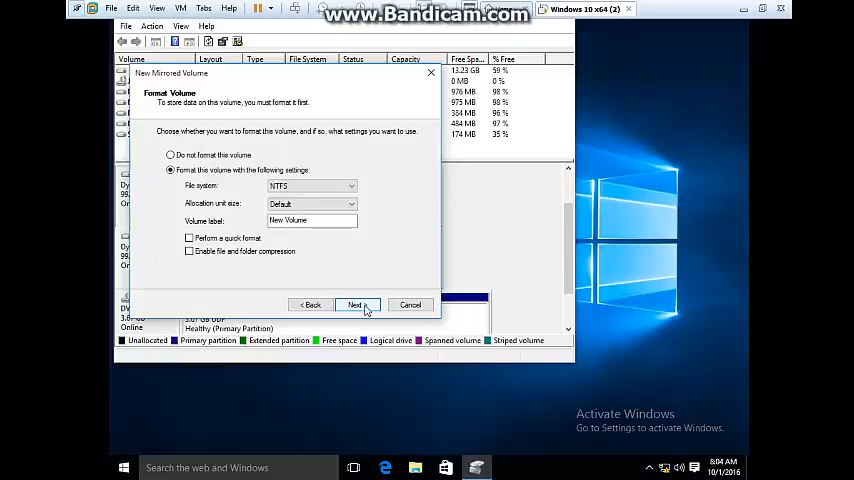 File Edit View VM Tabs Help
www.Bandicam.com
Windows 10 x64 (2)
File Action View Help
Volume Layout Type File System Status Capacity Free Spa... % Free
13.23 GB 59 %
0 MB 0 %
976 MB 98 %
975 MB 98 %
384 MB 96 %
484 MB 97 %
174 MB 35 %
New Mirrored Volume
Format Volume
To store data on this volume, you must format it first.
Choose whether you want to format this volume, and if so, what settings you want to use.
Do not format this volume
Format this volume with the following settings:
File system: NTFS
Allocation unit size: Default
Volume label: New Volume
Perform a quick format
Enable file and folder compression
< Back Next > Cancel
Online
3.67 GB UDF
Healthy (Primary Partition)
Unallocated Primary partition Extended partition Free space Logical drive Spanned volume Striped volume
Activate Windows
Go to Settings to activate Windows.
Search the web and Windows
8:04 AM
10/1/2016